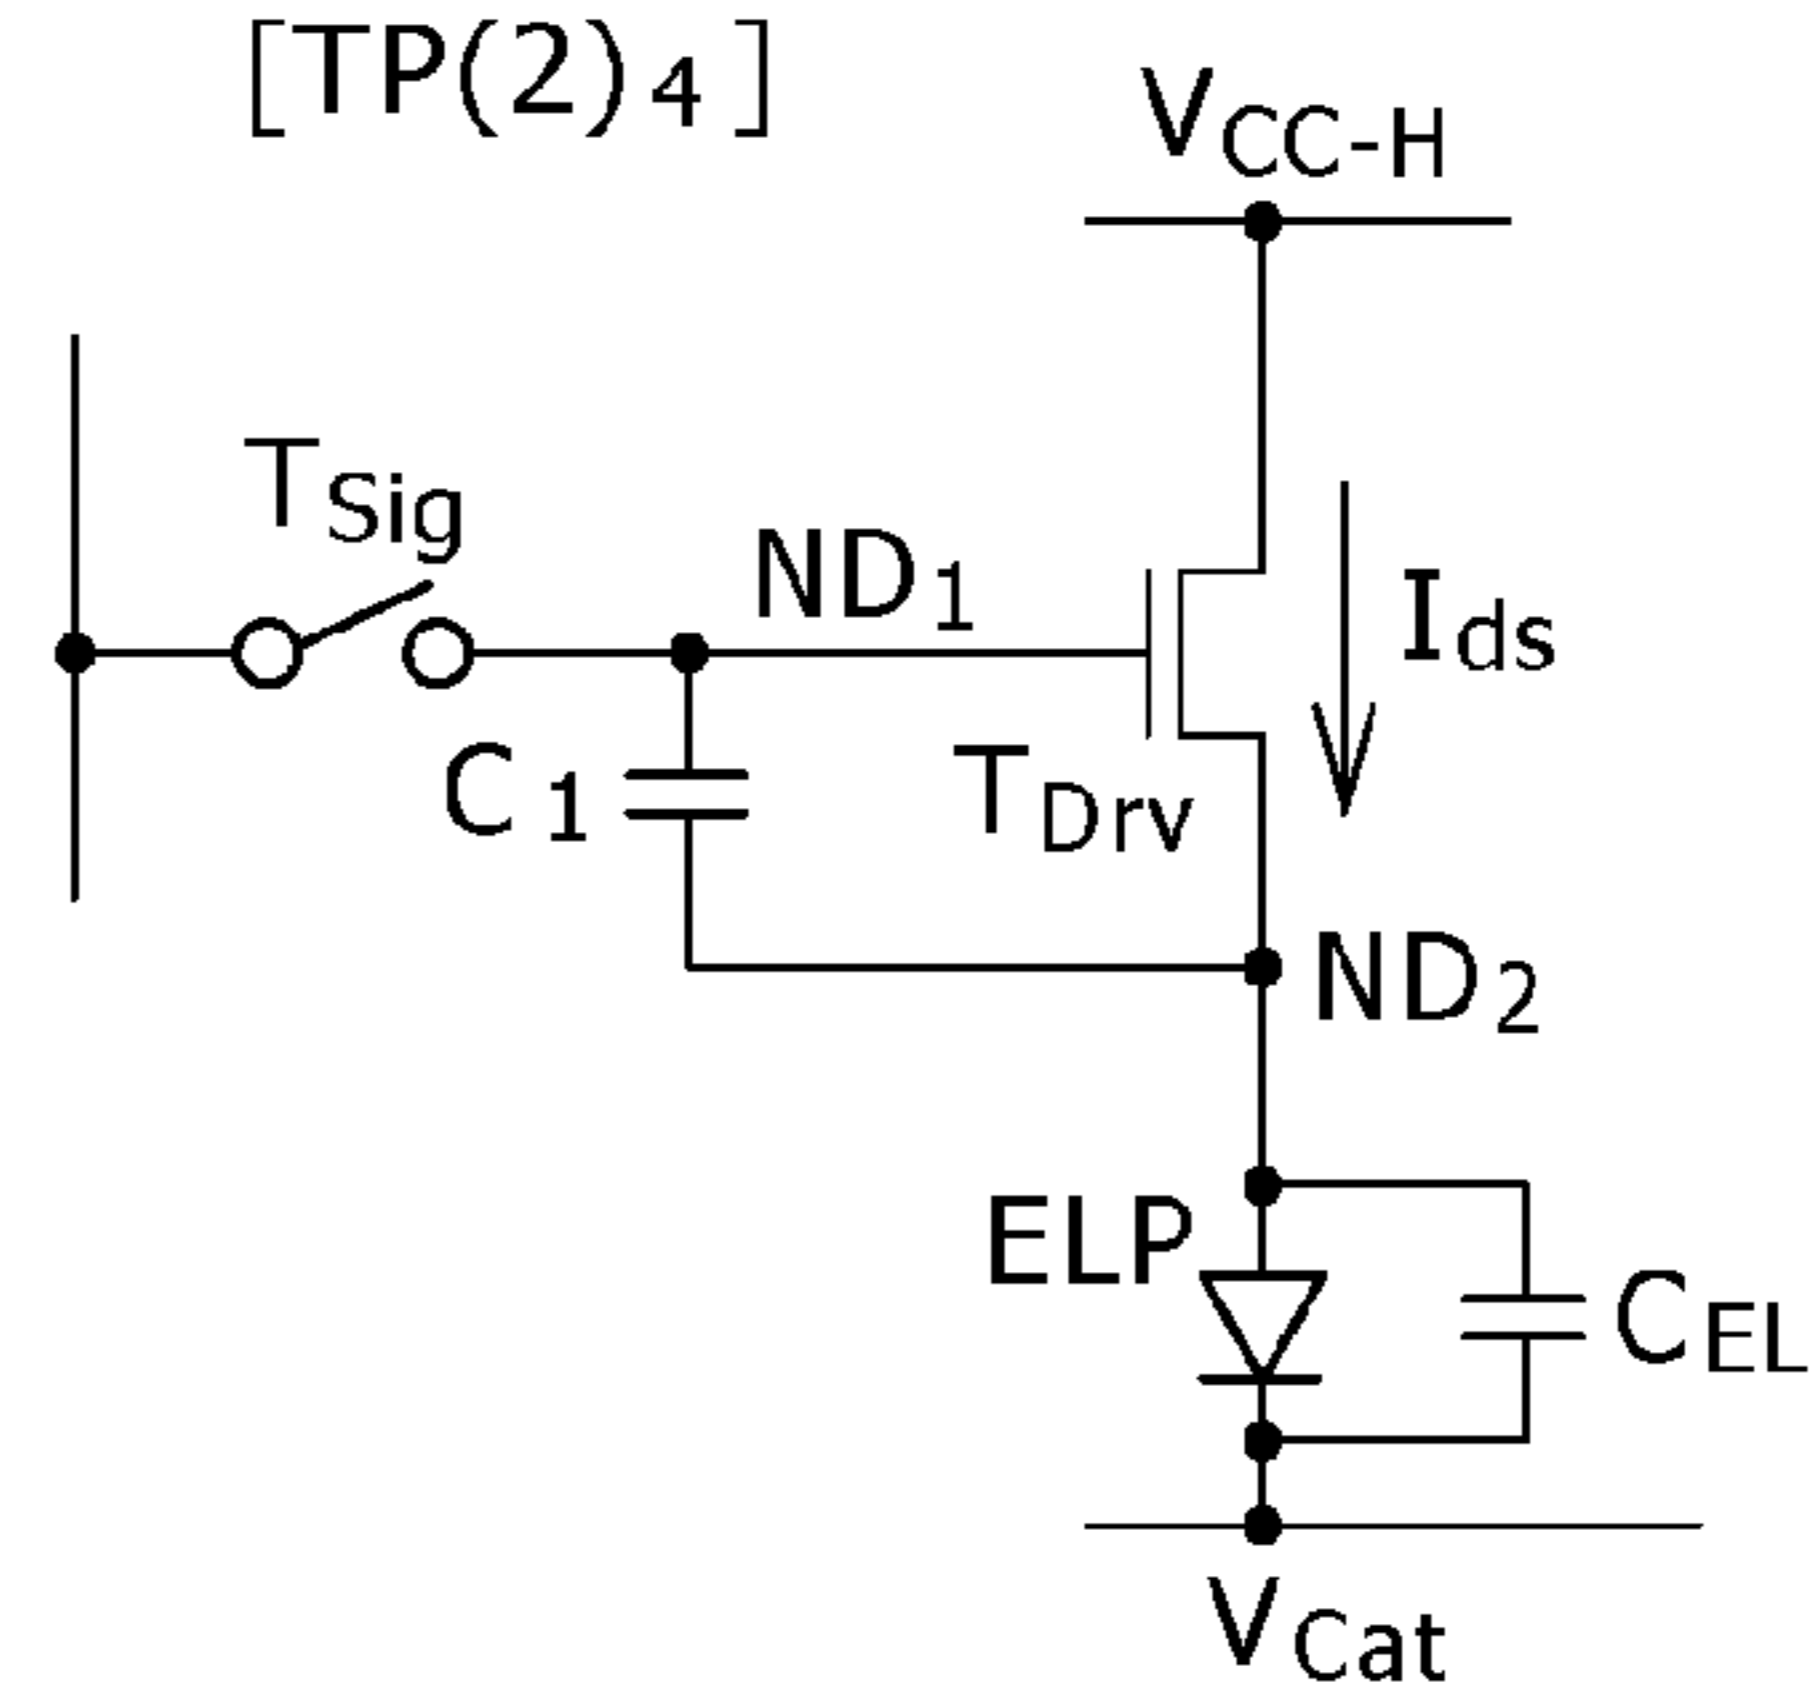 [TP(2)4]
VCC-H
TSig
ND1
Ids
C1
TDrv
ND2
ELP
CEL
VCat